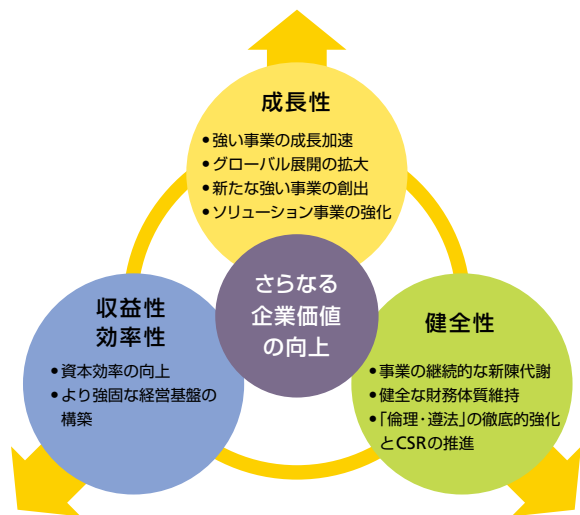 成長性
•強い事業の成長加速
•グローバル展開の拡大
•新たな強い事業の創出
•ソリューション事業の強化
さらなる
企業価値
の向上
収益性
効率性
•資本効率の向上
•より強固な経営基盤の
構築
健全性
•事業の継続的な新陳代謝
•健全な財務体質維持
•「倫理・遵法」の徹底的強化
とCSRの推進